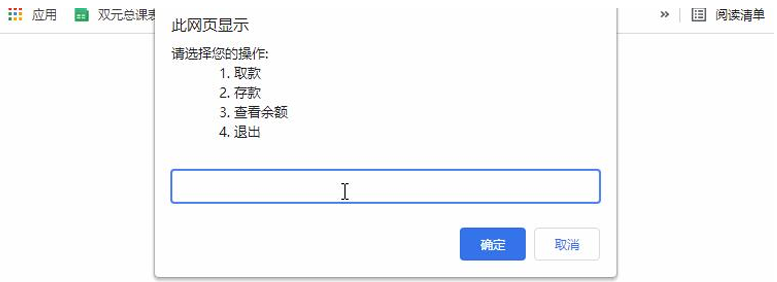 应用 双元总课表 » 阅读清单
此网页显示
请选择您的操作:
1. 取款
2. 存款
3. 查看余额
4. 退出
确定 取消